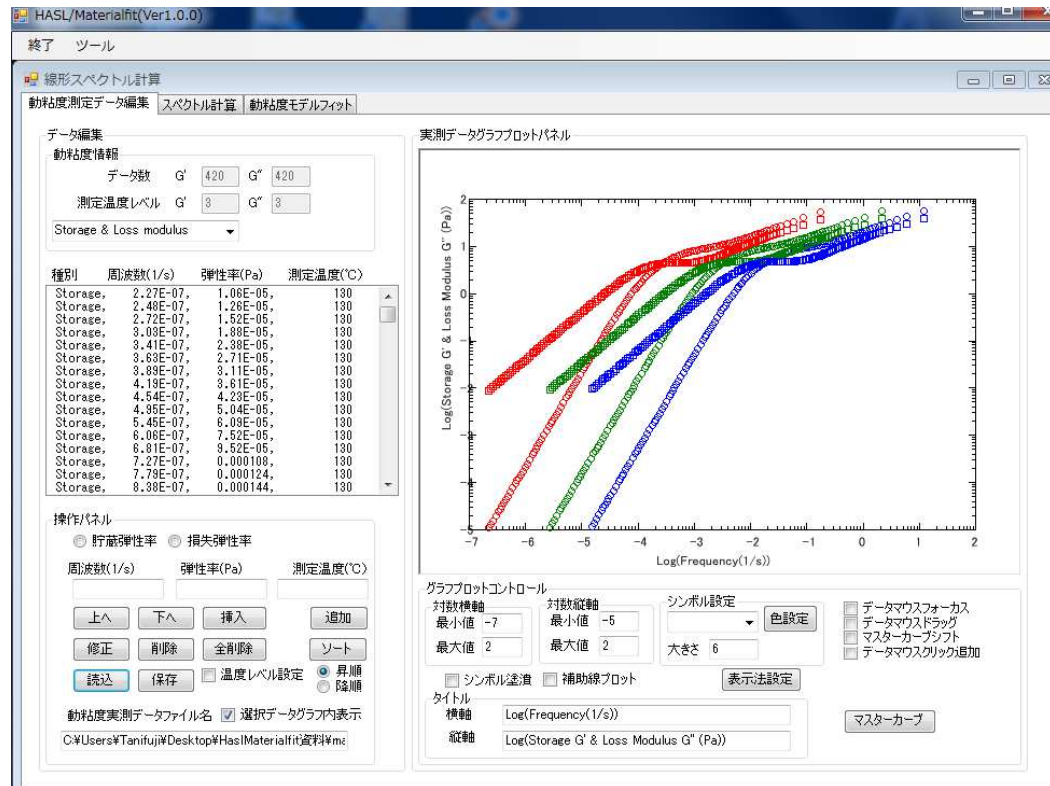 HASL/Materialfit(Ver1.0.0)
終了 ツール
線形スペクトル計算
動粘度測定データ編集 スペクトル計算 動粘度モデルフィット
データ編集
動粘度情報
データ数 G' 420 G" 420
測定温度レベル G' 3 G" 3
Storage & Loss modulus
種別 周波数(1/s) 弾性率(Pa) 測定温度(℃)
Storage, 2.27E-07, 1.06E-05, 130
Storage, 2.48E-07, 1.26E-05, 130
Storage, 2.72E-07, 1.52E-05, 130
Storage, 3.03E-07, 1.88E-05, 130
Storage, 3.41E-07, 2.38E-05, 130
Storage, 3.63E-07, 2.71E-05, 130
Storage, 3.89E-07, 3.11E-05, 130
Storage, 4.19E-07, 3.61E-05, 130
Storage, 4.54E-07, 4.23E-05, 130
Storage, 4.95E-07, 5.04E-05, 130
Storage, 5.45E-07, 6.09E-05, 130
Storage, 6.06E-07, 7.52E-05, 130
Storage, 6.81E-07, 9.52E-05, 130
Storage, 7.27E-07, 0.000108, 130
Storage, 7.79E-07, 0.000124, 130
Storage, 8.38E-07, 0.000144, 130
操作パネル
貯蔵弾性率 損失弾性率
周波数(1/s) 弾性率(Pa) 測定温度(℃)
上へ 下へ 挿入 追加
修正 削除 全削除 ソート
読込 保存 温度レベル設定 昇順
降順
動粘度実測データファイル名 選択データグラフ内表示
C:¥Users¥Tanifuji¥Desktop¥HaslMaterialfit資料¥ma
実測データグラフプロットパネル
Log(Storage G' & Loss Modulus G" (Pa))
2
1
0
-1
-2
-3
-4
-5
-7 -6 -5 -4 -3 -2 -1 0 1 2
Log(Frequency(1/s))
グラフプロットコントロール
対数横軸 対数縦軸 シンボル設定
最小値 -7 最小値 -5 色設定
最大値 2 最大値 2 大きさ 6
データマウスフォーカス
データマウスドラッグ
マスターカーブシフト
データマウスクリック追加
シンボル塗潰 補助線プロット 表示法設定
タイトル
横軸 Log(Frequency(1/s))
縦軸 Log(Storage G' & Loss Modulus G" (Pa))
マスターカーブ